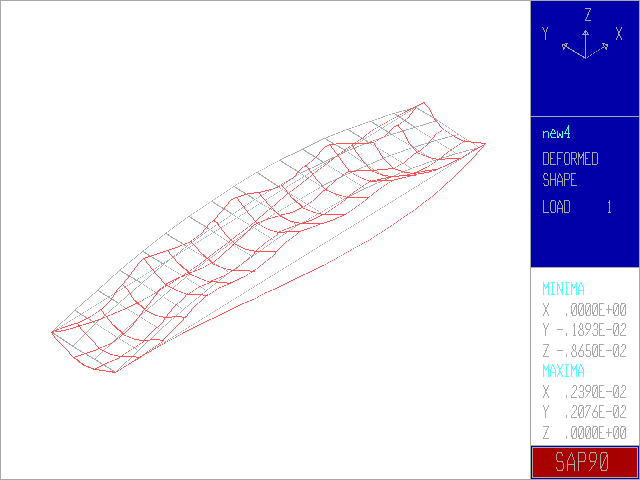 Z
Y X
new4
DEFORMED
SHAPE
LOAD 1
MINIMA
X .0000E+00
Y -.1893E-02
Z -.8650E-02
MAXIMA
X .2390E-02
Y .2076E-02
Z .0000E+00
SAP90